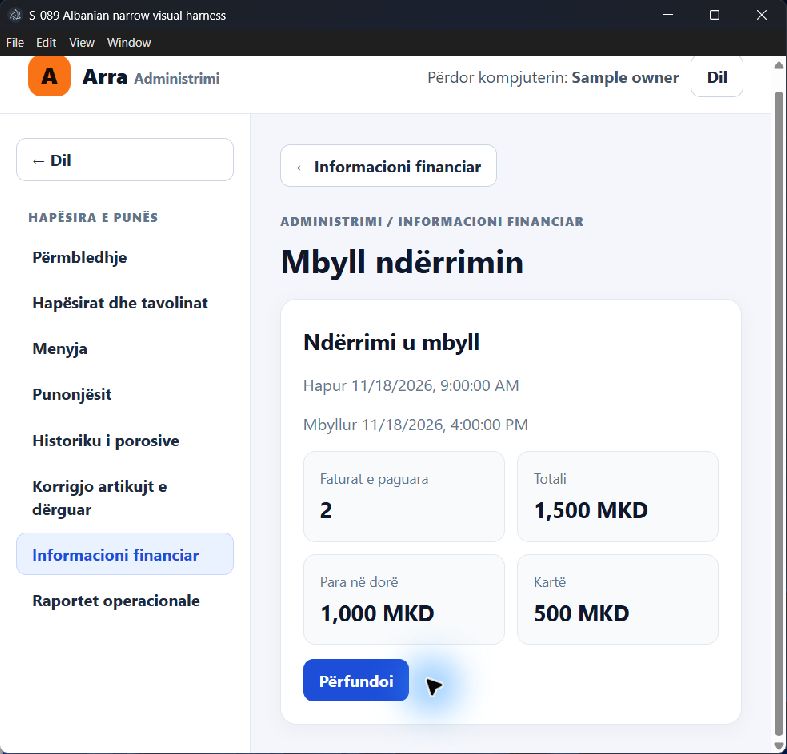 S-089 Albanian narrow visual harness
File Edit View Window
A Arra Administrimi
Përdor kompjuterin: Sample owner Dil
← Dil
HAPËSIRA E PUNËS
Përmbledhje
Hapësirat dhe tavolinat
Menyja
Punonjësit
Historiku i porosive
Korrigjo artikujt e
dërguar
Informacioni financiar
Raportet operacionale
← Informacioni financiar
ADMINISTRIMI / INFORMACIONI FINANCIAR
Mbyll ndërrimin
Ndërrimi u mbyll
Hapur 11/18/2026, 9:00:00 AM
Mbyllur 11/18/2026, 4:00:00 PM
Faturat e paguara
2
Totali
1,500 MKD
Para në dorë
1,000 MKD
Kartë
500 MKD
Përfundoi